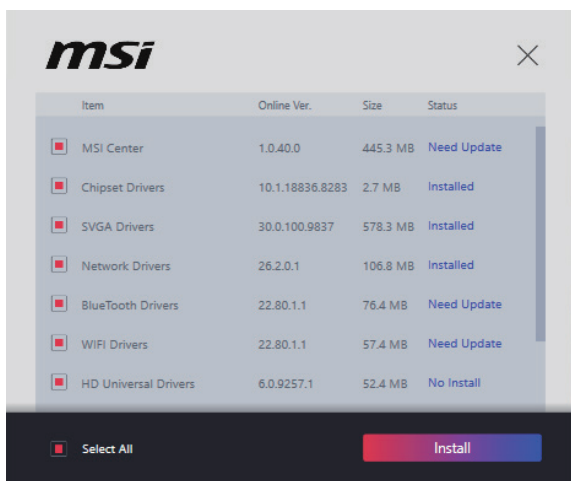 msi
Item Online Ver. Size Status
MSI Center 1.0.40.0 445.3 MB Need Update
Chipset Drivers 10.1.18836.8283 2.7 MB Installed
SVGA Drivers 30.0.100.9837 578.3 MB Installed
Network Drivers 26.2.0.1 106.8 MB Installed
BlueTooth Drivers 22.80.1.1 76.4 MB Need Update
WIFI Drivers 22.80.1.1 57.4 MB Need Update
HD Universal Drivers 6.0.9257.1 52.4 MB No Install
Select All Install